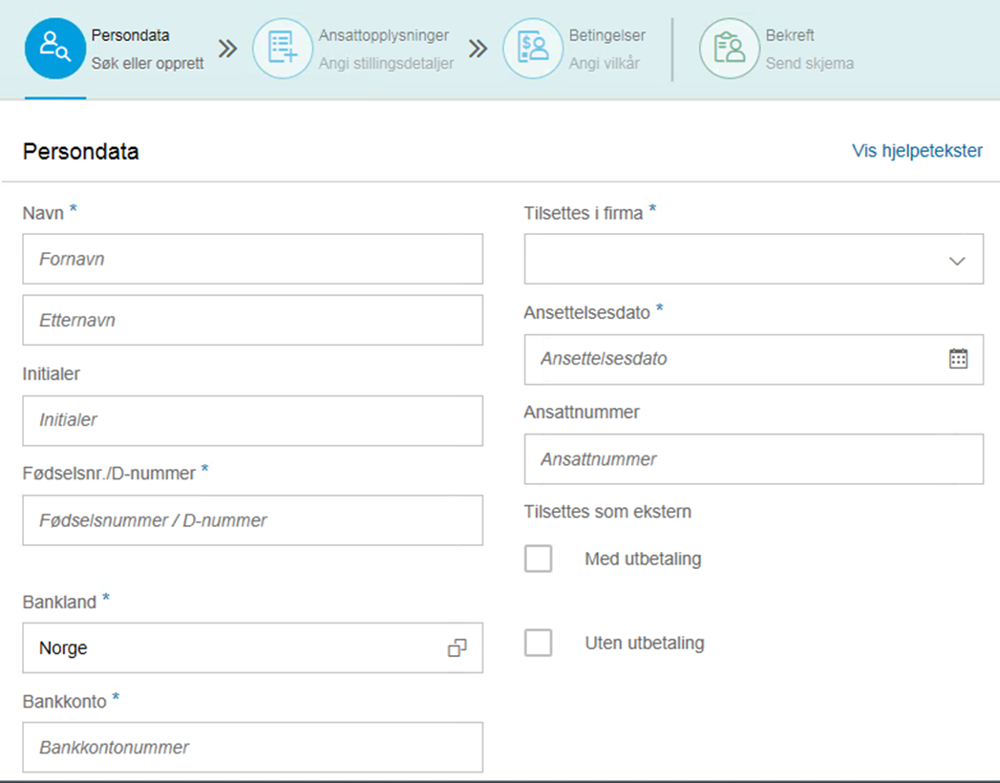 Persondata
Søk eller opprett
Ansattopplysninger
Angi stillingsdetaljer
Betingelser
Angi vilkår
Bekreft
Send skjema
Persondata
Vis hjelpetekster
Navn *
Fornavn
Etternavn
Initialer
Initialer
Fødselsnr./D-nummer *
Fødselsnummer / D-nummer
Bankland *
Norge
Bankkonto *
Bankkontonummer
Tilsettes i firma *
Ansettelsesdato *
Ansettelsesdato
Ansattnummer
Ansattnummer
Tilsettes som ekstern
Med utbetaling
Uten utbetaling